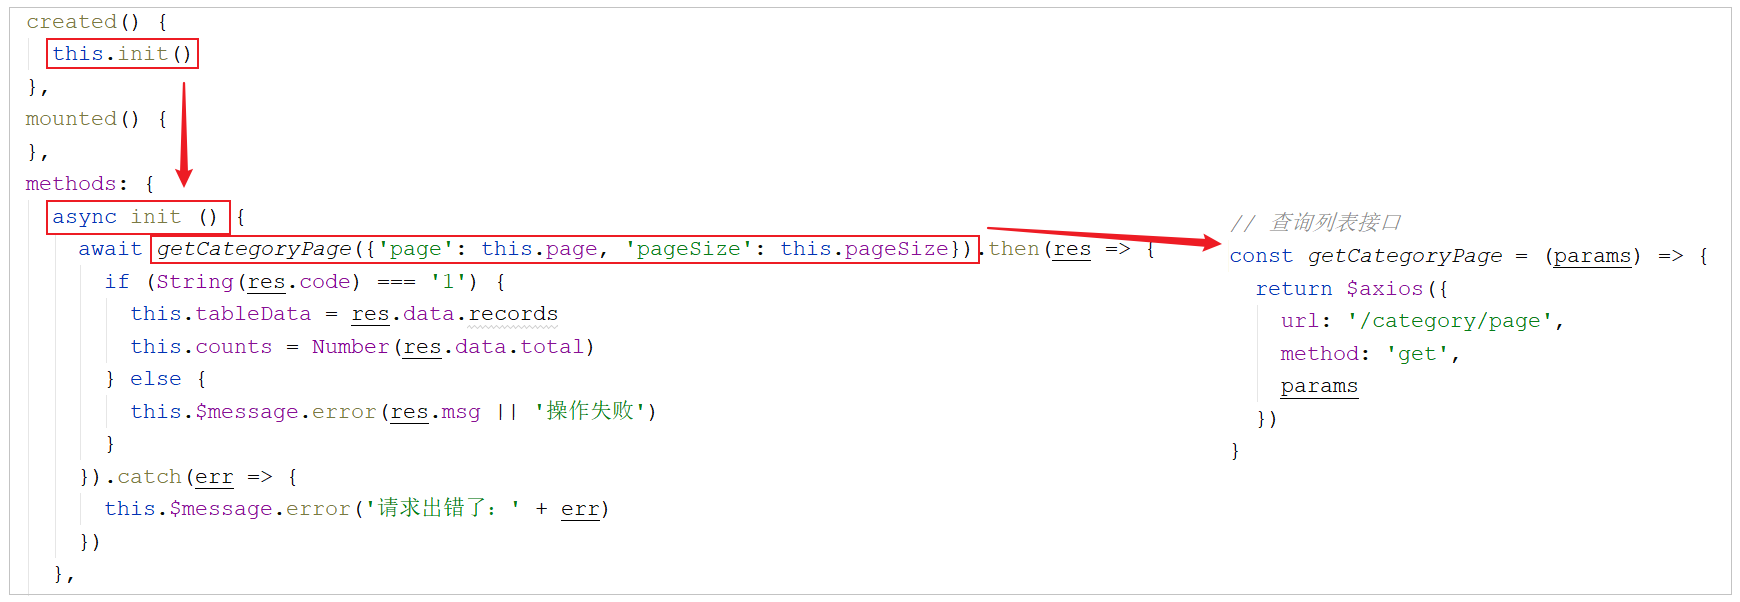 created() {
this.init()
},
mounted() {
},
methods: {
async init () {
await getCategoryPage({'page': this.page, 'pageSize': this.pageSize}).then(res => {
if (String(res.code) === '1') {
this.tableData = res.data.records
this.counts = Number(res.data.total)
} else {
this.$message.error(res.msg || '操作失败')
}
}).catch(err => {
this.$message.error('请求出错了：' + err)
})
},
// 查询列表接口
const getCategoryPage = (params) => {
return $axios({
url: '/category/page',
method: 'get',
params
})
}